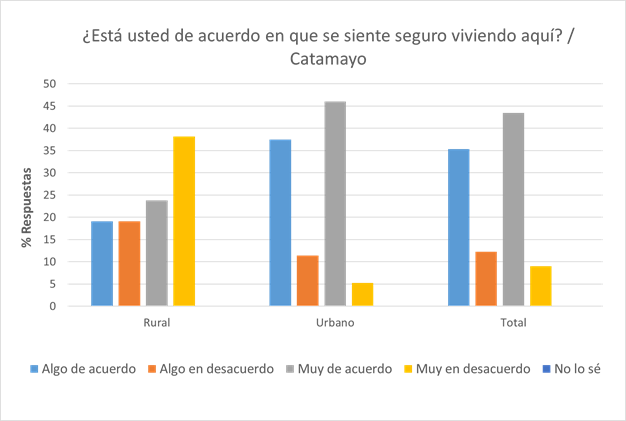 ¿Está usted de acuerdo en que se siente seguro viviendo aquí? /
Catamayo
% Respuestas
50
45
40
35
30
25
20
15
10
5
0
Rural Urbano Total
Algo de acuerdo Algo en desacuerdo Muy de acuerdo Muy en desacuerdo No lo sé